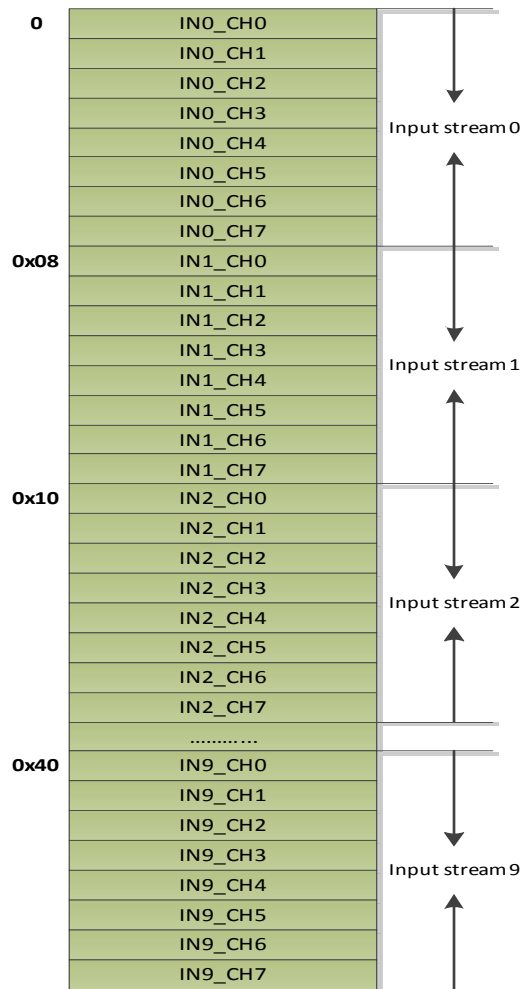 0 IN0_CH0
IN0_CH1
IN0_CH2
IN0_CH3
IN0_CH4
IN0_CH5
IN0_CH6
IN0_CH7
Input stream 0
0x08 IN1_CH0
IN1_CH1
IN1_CH2
IN1_CH3
IN1_CH4
IN1_CH5
IN1_CH6
IN1_CH7
Input stream 1
0x10 IN2_CH0
IN2_CH1
IN2_CH2
IN2_CH3
IN2_CH4
IN2_CH5
IN2_CH6
IN2_CH7
Input stream 2
............
0x40 IN9_CH0
IN9_CH1
IN9_CH2
IN9_CH3
IN9_CH4
IN9_CH5
IN9_CH6
IN9_CH7
Input stream 9